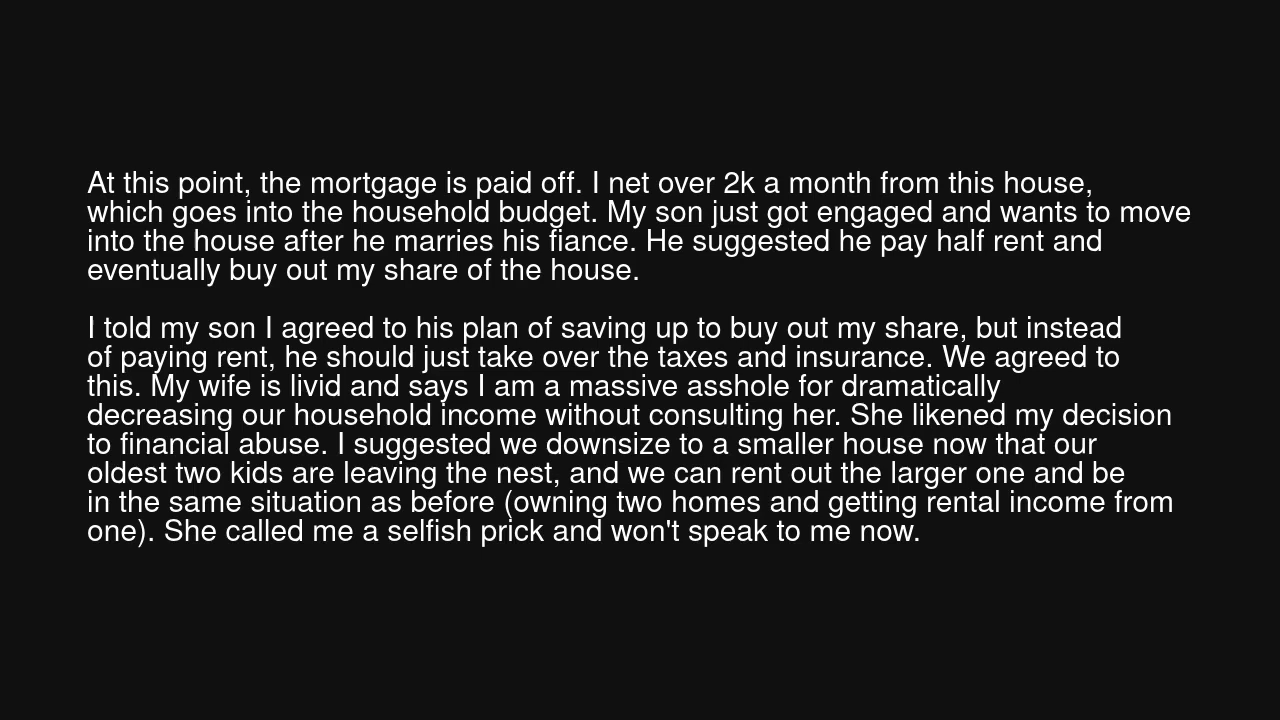 At this point, the mortgage is paid off. I net over 2k a month from this house,
which goes into the household budget. My son just got engaged and wants to move
into the house after he marries his fiance. He suggested he pay half rent and
eventually buy out my share of the house.
I told my son I agreed to his plan of saving up to buy out my share, but instead
of paying rent, he should just take over the taxes and insurance. We agreed to
this. My wife is livid and says I am a massive asshole for dramatically
decreasing our household income without consulting her. She likened my decision
to financial abuse. I suggested we downsize to a smaller house now that our
oldest two kids are leaving the nest, and we can rent out the larger one and be
in the same situation as before (owning two homes and getting rental income from
one). She called me a selfish prick and won't speak to me now.